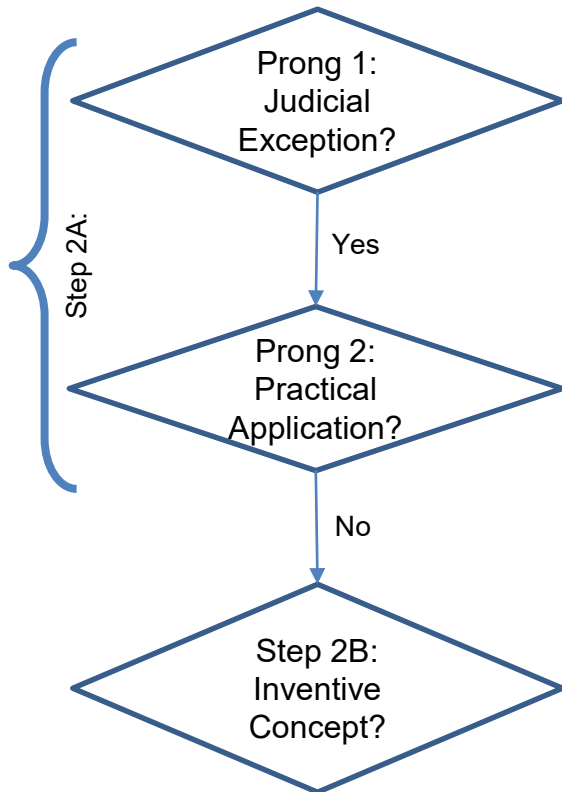 Prong 1:
Judicial
Exception?
Step 2A:
Yes
Prong 2:
Practical
Application?
No
Step 2B:
Inventive
Concept?